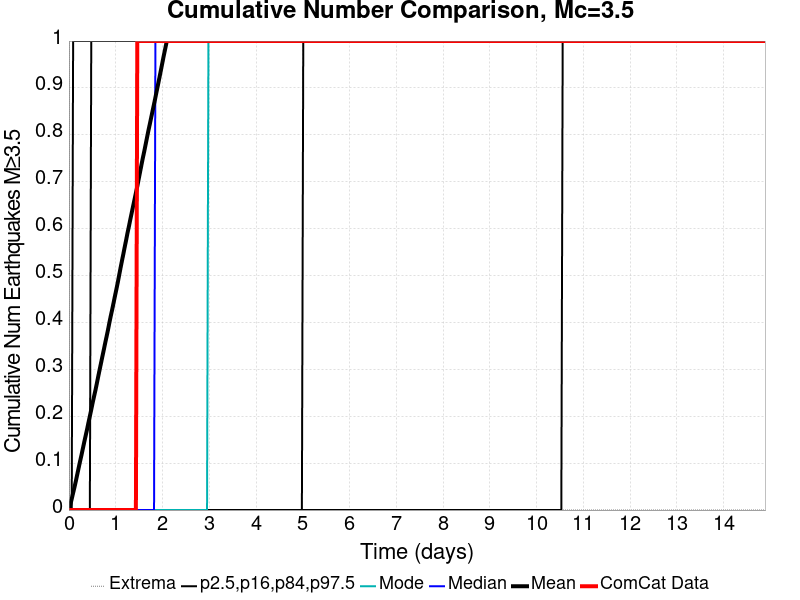 Cumulative Number Comparison, Mc=3.5
Cumulative Num Earthquakes M≥3.5
1
0.9
0.8
0.7
0.6
0.5
0.4
0.3
0.2
0.1
0
0 1 2 3 4 5 6 7 8 9 10 11 12 13 14
Time (days)
Extrema p2.5,p16,p84,p97.5 Mode Median Mean ComCat Data